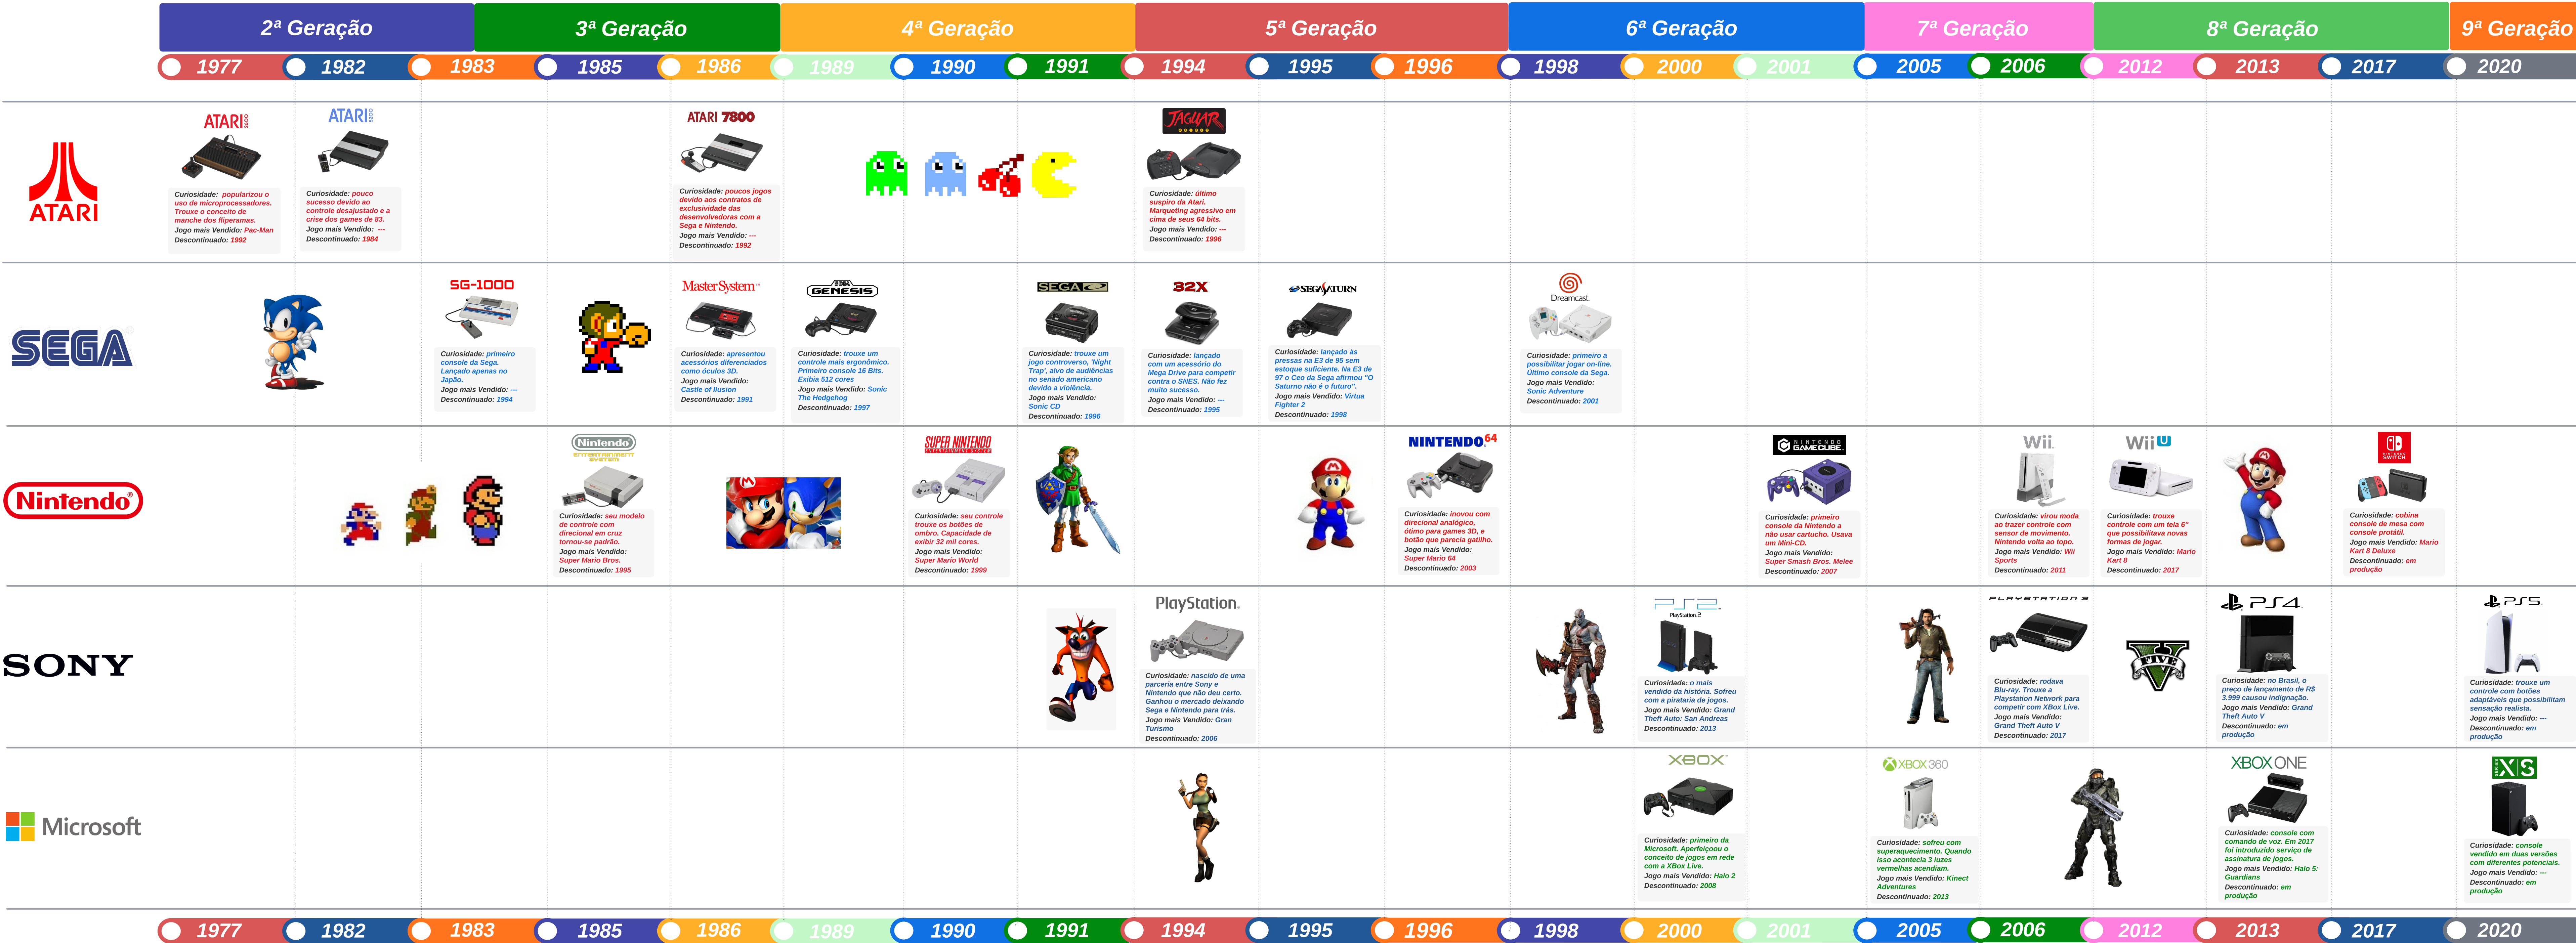 2ª Geração
3ª Geração
4ª Geração
5ª Geração
6ª Geração
7ª Geração
8ª Geração
9ª Geração
1977
1982
1983
1985
1986
1989
1990
1991
1994
1995
1996
1998
2000
2001
2005
2006
2012
2013
2017
2020
ATARI
ATARI 2600
Curiosidade: popularizou o
uso de microprocessadores.
Trouxe o conceito de
manche dos fliperamas.
Jogo mais Vendido: Pac-Man
Descontinuado: 1992
ATARI 5200
Curiosidade: pouco
sucesso devido ao
controle desajustado e a
crise dos games de 83.
Jogo mais Vendido: ---
Descontinuado: 1984
ATARI 7800
Curiosidade: poucos jogos
devido aos contratos de
exclusividade das
desenvolvedoras com a
Sega e Nintendo.
Jogo mais Vendido: ---
Descontinuado: 1992
JAGUAR
Curiosidade: último
suspiro da Atari.
Marqueting agressivo em
cima de seus 64 bits.
Jogo mais Vendido: ---
Descontinuado: 1996
SEGA
SG-1000
Curiosidade: primeiro
console da Sega.
Lançado apenas no
Japão.
Jogo mais Vendido: ---
Descontinuado: 1994
Master System
Curiosidade: apresentou
acessórios diferenciados
como óculos 3D.
Jogo mais Vendido:
Castle of Ilusion
Descontinuado: 1991
SEGA GENESIS
Curiosidade: trouxe um
controle mais ergonômico.
Primeiro console 16 Bits.
Exibia 512 cores
Jogo mais Vendido: Sonic
The Hedgehog
Descontinuado: 1997
SEGA CD
Curiosidade: trouxe um
jogo controverso, 'Night
Trap', alvo de audiências
no senado americano
devido a violência.
Jogo mais Vendido:
Sonic CD
Descontinuado: 1996
32X
Curiosidade: lançado
com um acessório do
Mega Drive para competir
contra o SNES. Não fez
muito sucesso.
Jogo mais Vendido: ---
Descontinuado: 1995
SEGA SATURN
Curiosidade: lançado às
pressas na E3 de 95 sem
estoque suficiente. Na E3 de
97 o Ceo da Sega afirmou "O
Saturno não é o futuro".
Jogo mais Vendido: Virtua
Fighter 2
Descontinuado: 1998
Dreamcast
Curiosidade: primeiro a
possibilitar jogar on-line.
Último console da Sega.
Jogo mais Vendido:
Sonic Adventure
Descontinuado: 2001
Nintendo®
Nintendo
ENTERTAINMENT
SYSTEM
Curiosidade: seu modelo
de controle com
direcional em cruz
tornou-se padrão.
Jogo mais Vendido:
Super Mario Bros.
Descontinuado: 1995
SUPER NINTENDO
ENTERTAINMENT SYSTEM
Curiosidade: seu controle
trouxe os botões de
ombro. Capacidade de
exibir 32 mil cores.
Jogo mais Vendido:
Super Mario World
Descontinuado: 1999
NINTENDO 64
Curiosidade: inovou com
direcional analógico,
ótimo para games 3D, e
botão que parecia gatilho.
Jogo mais Vendido:
Super Mario 64
Descontinuado: 2003
NINTENDO
GAMECUBE
Curiosidade: primeiro
console da Nintendo a
não usar cartucho. Usava
um Mini-CD.
Jogo mais Vendido:
Super Smash Bros. Melee
Descontinuado: 2007
Wii
Curiosidade: virou moda
ao trazer controle com
sensor de movimento.
Nintendo volta ao topo.
Jogo mais Vendido: Wii
Sports
Descontinuado: 2011
Wii U
Curiosidade: trouxe
controle com um tela 6"
que possibilitava novas
formas de jogar.
Jogo mais Vendido: Mario
Kart 8
Descontinuado: 2017
NINTENDO
SWITCH
Curiosidade: cobina
console de mesa com
console protátil.
Jogo mais Vendido: Mario
Kart 8 Deluxe
Descontinuado: em
produção
SONY
PlayStation
Curiosidade: nascido de uma
parceria entre Sony e
Nintendo que não deu certo.
Ganhou o mercado deixando
Sega e Nintendo para trás.
Jogo mais Vendido: Gran
Turismo
Descontinuado: 2006
PS2
PlayStation.2
Curiosidade: o mais
vendido da história. Sofreu
com a pirataria de jogos.
Jogo mais Vendido: Grand
Theft Auto: San Andreas
Descontinuado: 2013
PLAYSTATION 3
Curiosidade: rodava
Blu-ray. Trouxe a
Playstation Network para
competir com XBox Live.
Jogo mais Vendido:
Grand Theft Auto V
Descontinuado: 2017
FIVE
PS4
Curiosidade: no Brasil, o
preço de lançamento de R$
3.999 causou indignação.
Jogo mais Vendido: Grand
Theft Auto V
Descontinuado: em
produção
PS5
Curiosidade: trouxe um
controle com botões
adaptáveis que possibilitam
sensação realista.
Jogo mais Vendido: ---
Descontinuado: em
produção
Microsoft
XBOX
Curiosidade: primeiro da
Microsoft. Aperfeiçoou o
conceito de jogos em rede
com a XBox Live.
Jogo mais Vendido: Halo 2
Descontinuado: 2008
XBOX 360
Curiosidade: sofreu com
superaquecimento. Quando
isso acontecia 3 luzes
vermelhas acendiam.
Jogo mais Vendido: Kinect
Adventures
Descontinuado: 2013
XBOX ONE
Curiosidade: console com
comando de voz. Em 2017
foi introduzido serviço de
assinatura de jogos.
Jogo mais Vendido: Halo 5:
Guardians
Descontinuado: em
produção
SERIES X|S
Curiosidade: console
vendido em duas versões
com diferentes potenciais.
Jogo mais Vendido: ---
Descontinuado: em
produção
1977
1982
1983
1985
1986
1989
1990
1991
1994
1995
1996
1998
2000
2001
2005
2006
2012
2013
2017
2020